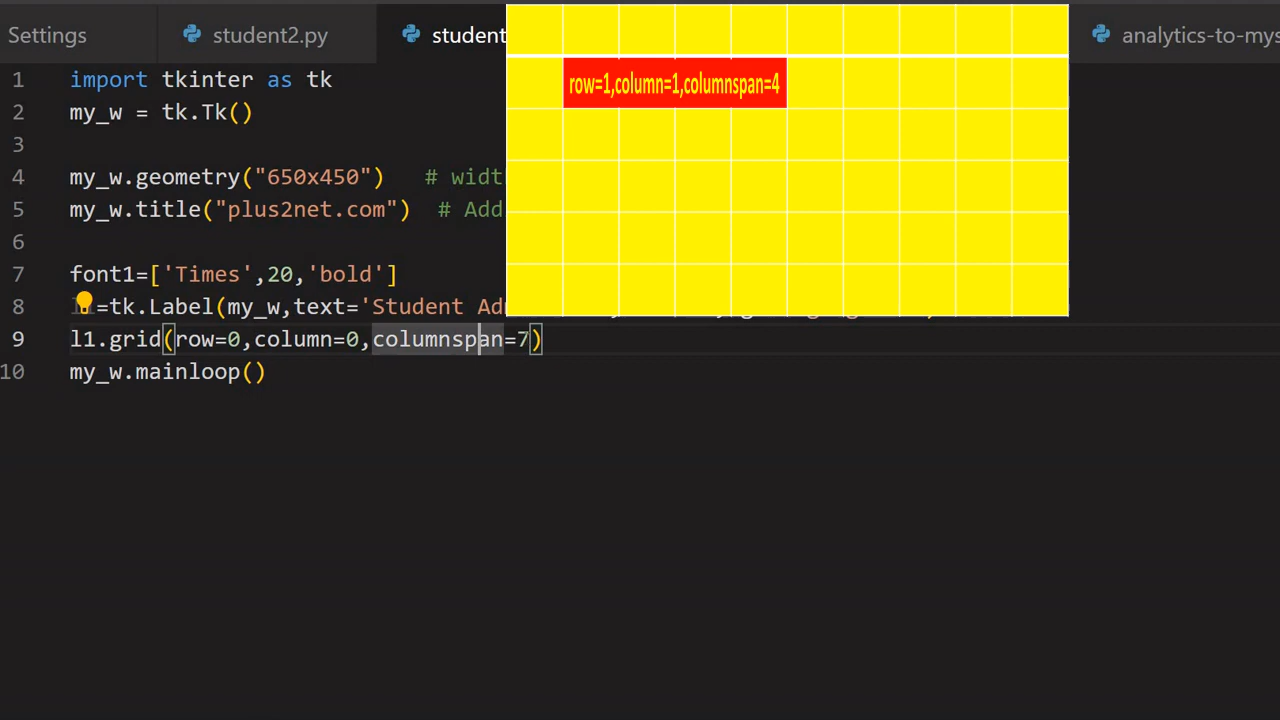 Settings
student2.py
student
analytics-to-mys
row=1,column=1,columnspan=4
1 import tkinter as tk
2 my_w = tk.Tk()
3
4 my_w.geometry("650x450") # widt
5 my_w.title("plus2net.com") # Add
6
7 font1=['Times',20,'bold']
8 l1=tk.Label(my_w,text='Student Ad
9 l1.grid(row=0,column=0,columnspan=7)
10 my_w.mainloop()